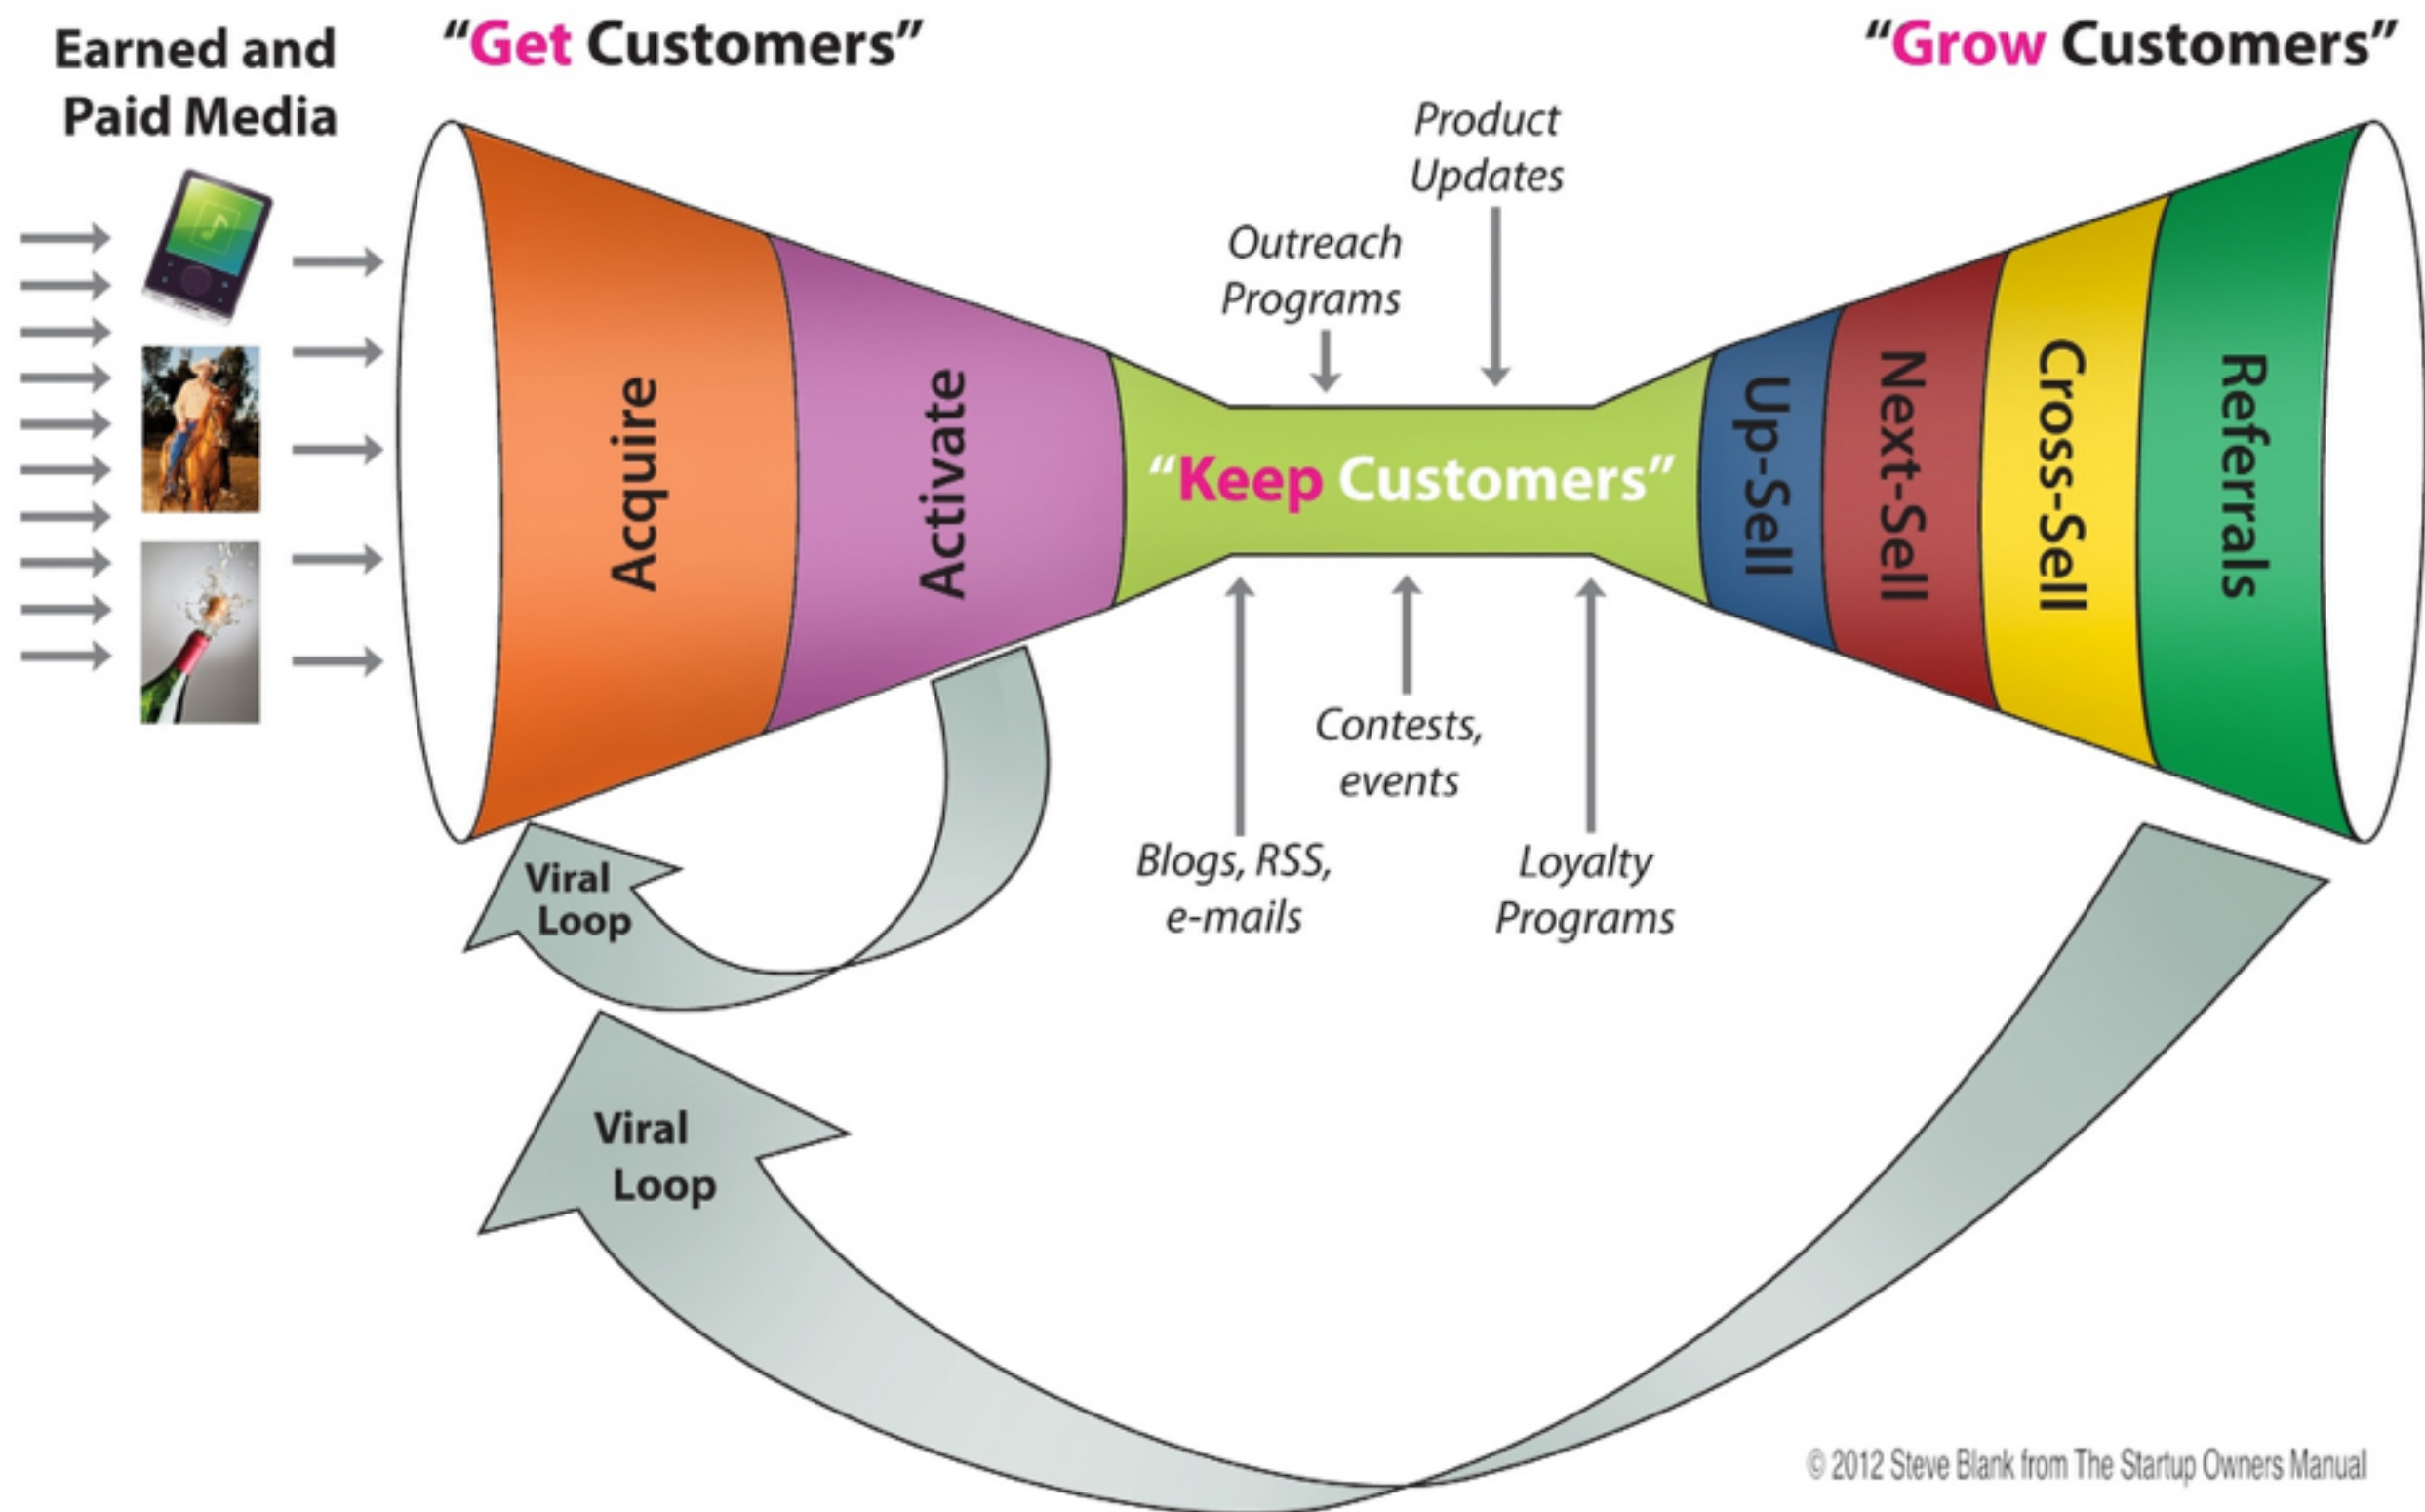 Earned and
Paid Media
“Get Customers”
“Grow Customers”
Product
Updates
Outreach
Programs
Acquire
Activate
“Keep Customers”
Up-Sell
Next-Sell
Cross-Sell
Referrals
Contests,
events
Blogs, RSS,
e-mails
Loyalty
Programs
Viral
Loop
Viral
Loop
© 2012 Steve Blank from The Startup Owners Manual